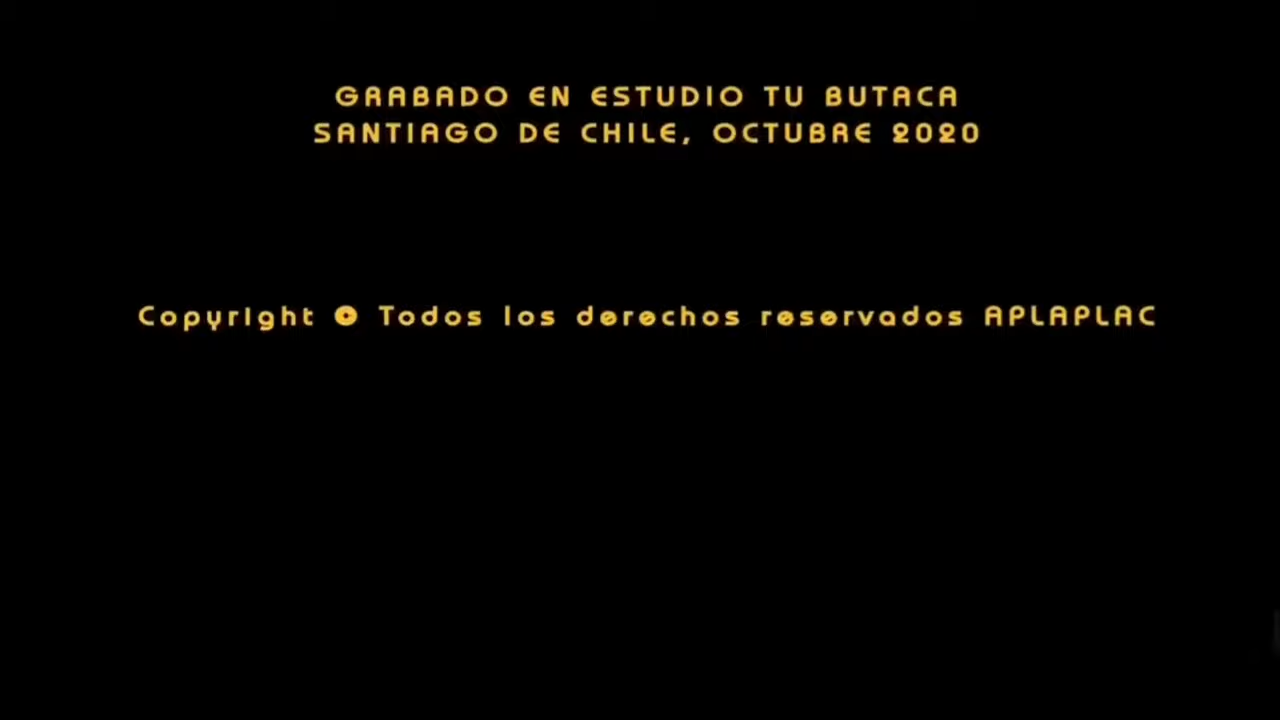 GRABADO EN ESTUDIO TU BUTACA
SANTIAGO DE CHILE, OCTUBRE 2020
Copyright © Todos los derechos reservados APLAPLAC